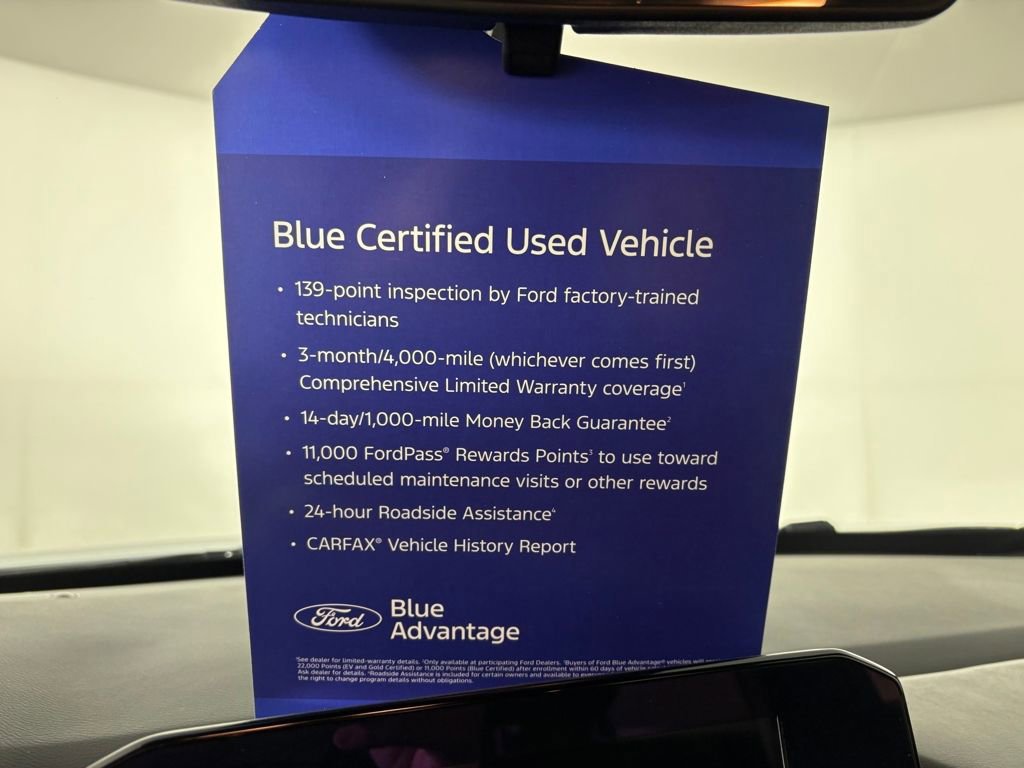 Blue Certified Used Vehicle
• 139-point inspection by Ford factory-trained
technicians
• 3-month/4,000-mile (whichever comes first)
Comprehensive Limited Warranty coverage¹
• 14-day/1,000-mile Money Back Guarantee²
• 11,000 FordPass® Rewards Points³ to use toward
scheduled maintenance visits or other rewards
• 24-hour Roadside Assistance⁴
• CARFAX® Vehicle History Report
Ford
Blue
Advantage
¹See dealer for limited-warranty details. ²Only available at participating Ford Dealers. ³Buyers of Ford Blue Advantage® vehicles will
22,000 Points (EV and Gold Certified) or 11,000 Points (Blue Certified) after enrollment within 60 days of vehicle
Ask dealer for details. ⁴Roadside Assistance is included for certain owners and available to
the right to change program details without obligations.